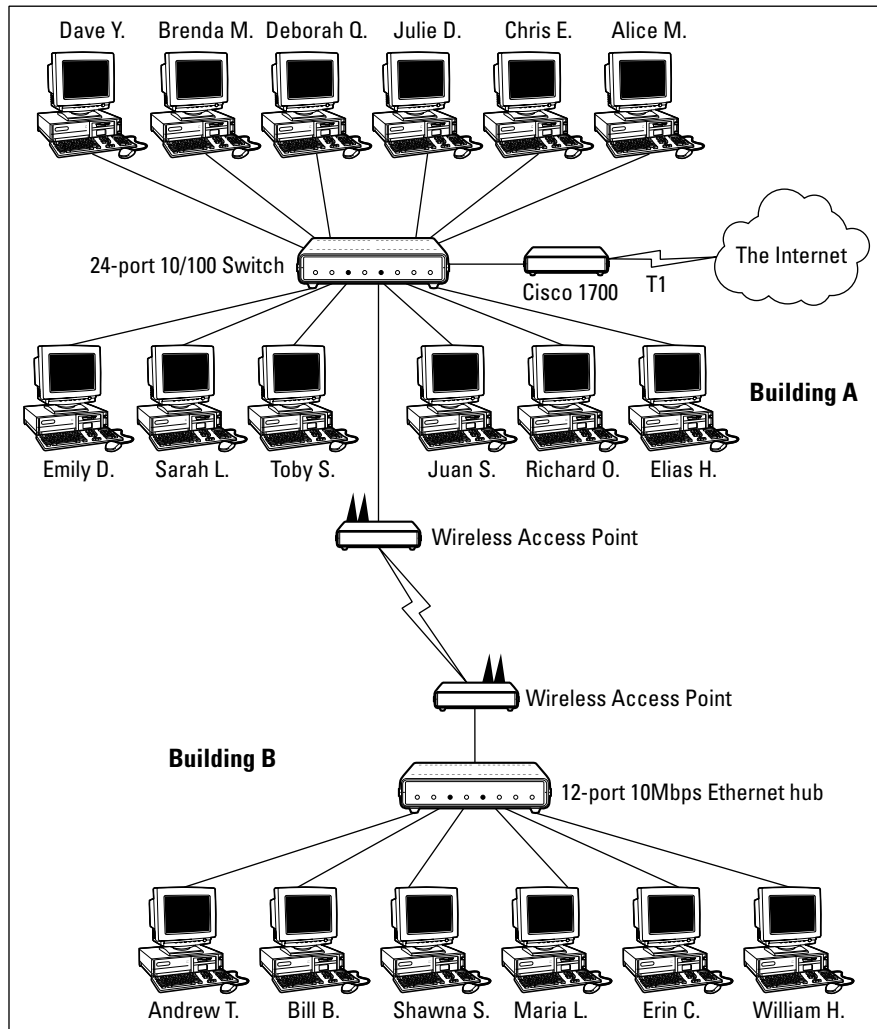 Dave Y. Brenda M. Deborah Q. Julie D. Chris E. Alice M.
24-port 10/100 Switch
The Internet
Cisco 1700
T1
Building A
Emily D. Sarah L. Toby S. Juan S. Richard O. Elias H.
Wireless Access Point
Wireless Access Point
Building B
12-port 10Mbps Ethernet hub
Andrew T. Bill B. Shawna S. Maria L. Erin C. William H.